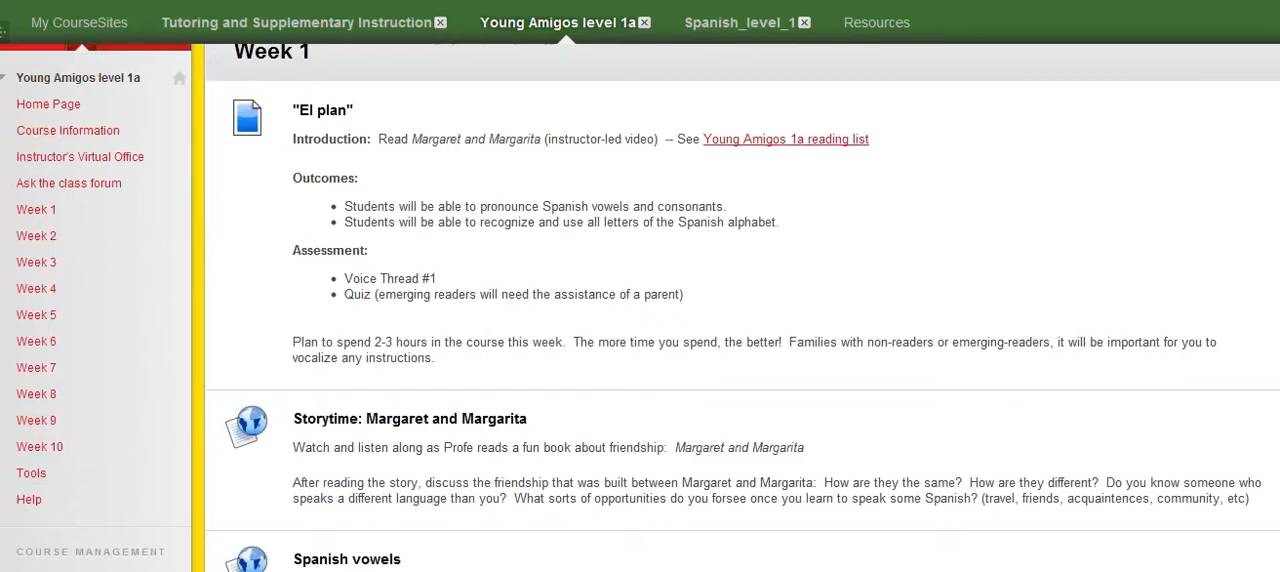 My CourseSites
Tutoring and Supplementary Instruction
Young Amigos level 1a
Spanish_level_1
Resources
Young Amigos level 1a
Home Page
Course Information
Instructor's Virtual Office
Ask the class forum
Week 1
Week 2
Week 3
Week 4
Week 5
Week 6
Week 7
Week 8
Week 9
Week 10
Tools
Help
COURSE MANAGEMENT
Week 1
"El plan"
Introduction: Read Margaret and Margarita (instructor-led video) -- See Young Amigos 1a reading list
Outcomes:
• Students will be able to pronounce Spanish vowels and consonants.
• Students will be able to recognize and use all letters of the Spanish alphabet.
Assessment:
• Voice Thread #1
• Quiz (emerging readers will need the assistance of a parent)
Plan to spend 2-3 hours in the course this week. The more time you spend, the better! Families with non-readers or emerging-readers, it will be important for you to
vocalize any instructions.
Storytime: Margaret and Margarita
Watch and listen along as Profe reads a fun book about friendship: Margaret and Margarita
After reading the story, discuss the friendship that was built between Margaret and Margarita: How are they the same? How are they different? Do you know someone who
speaks a different language than you? What sorts of opportunities do you forsee once you learn to speak some Spanish? (travel, friends, acquaintences, community, etc)
Spanish vowels